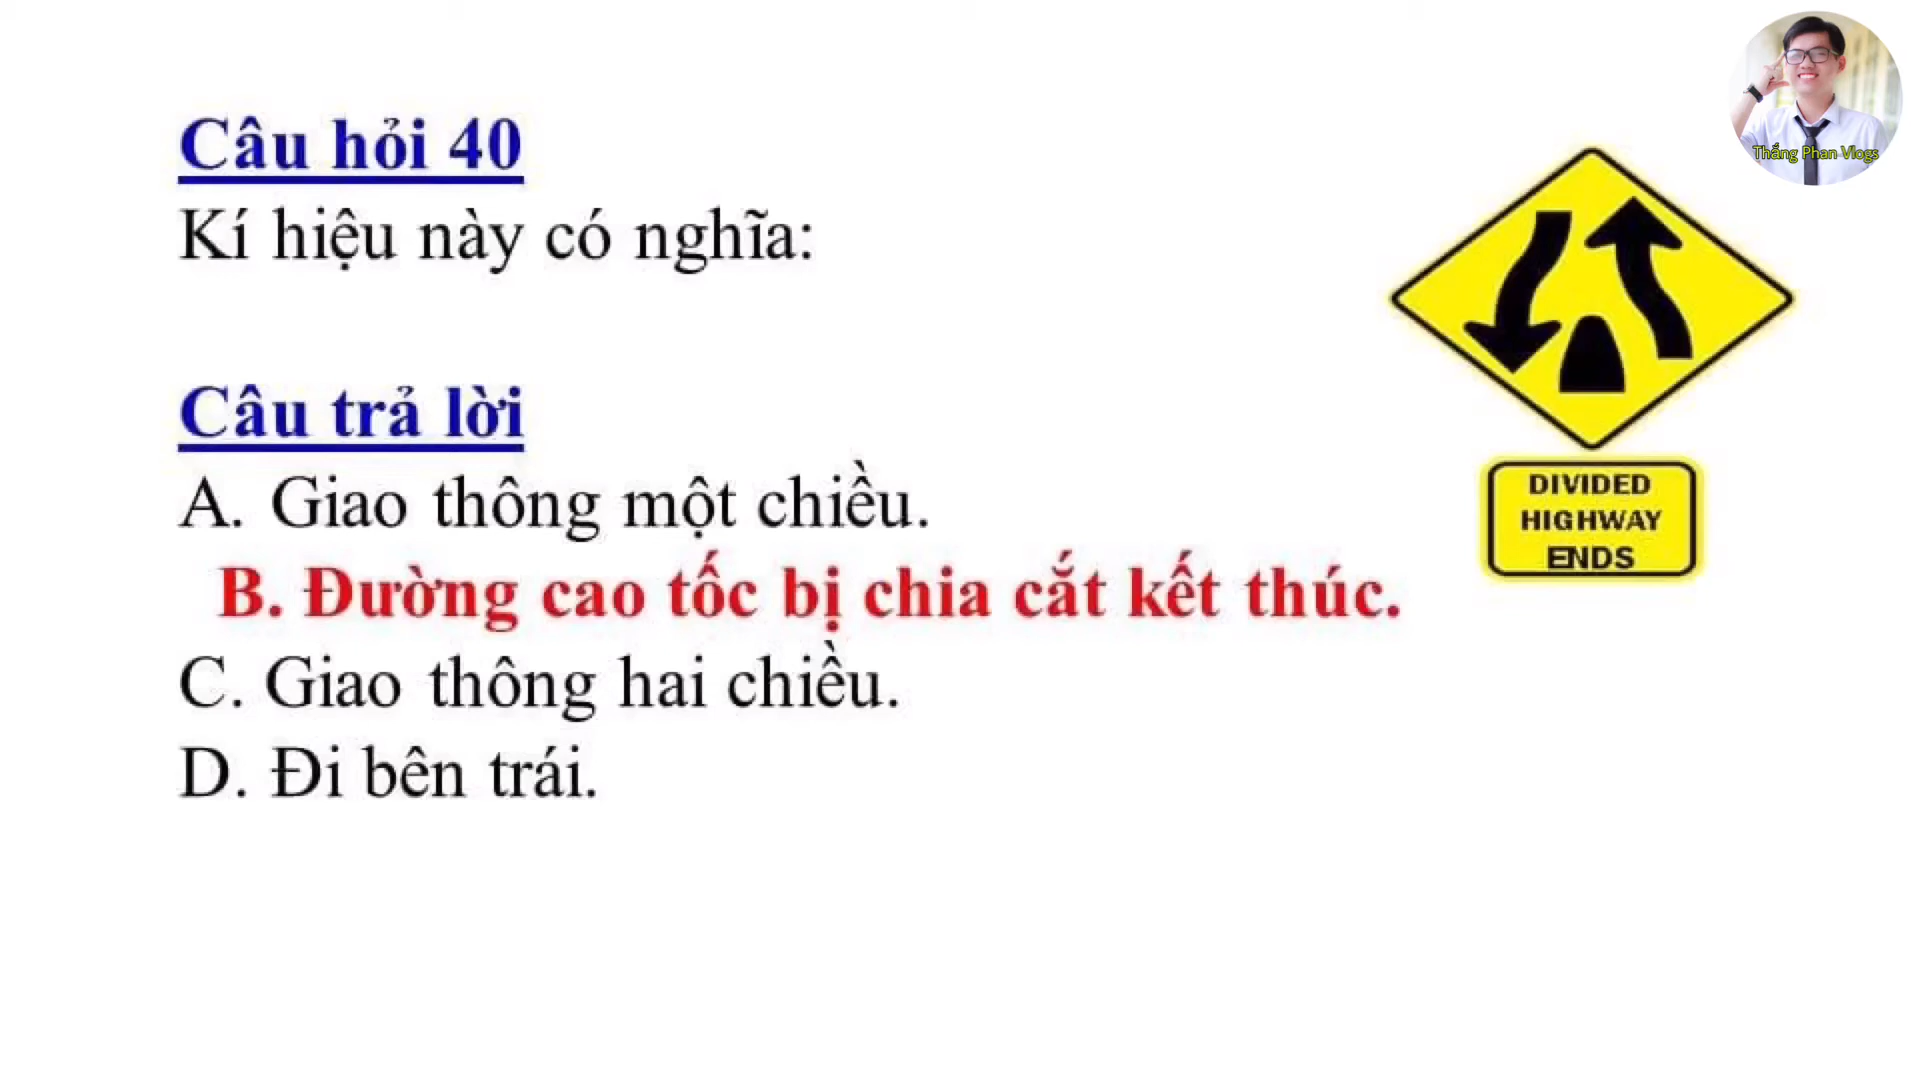 Câu hỏi 40
Kí hiệu này có nghĩa:
Câu trả lời
A. Giao thông một chiều.
B. Đường cao tốc bị chia cắt kết thúc.
C. Giao thông hai chiều.
D. Đi bên trái.
Thắng Phan Vlogs
DIVIDED
HIGHWAY
ENDS